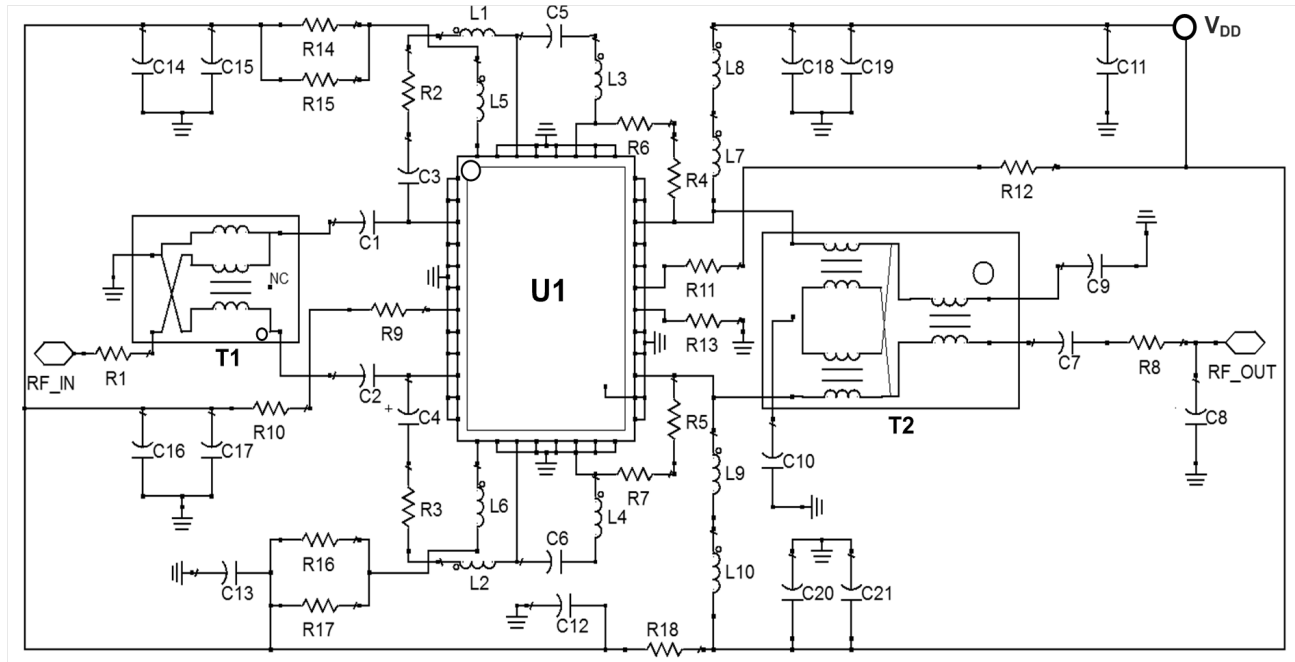 L1
C5
V_DD
C14
C15
R14
R15
R2
L5
L3
L8
C18
C19
C11
R6
L7
R4
C3
R12
C1
NC
T1
R9
U1
R11
R13
C9
RF_IN
R1
C2
C7
R8
RF_OUT
C4
R5
T2
C8
R10
C16
C17
C10
R7
L9
R3
L6
L4
R16
C6
L2
L10
C13
R17
C12
C20
C21
R18
+